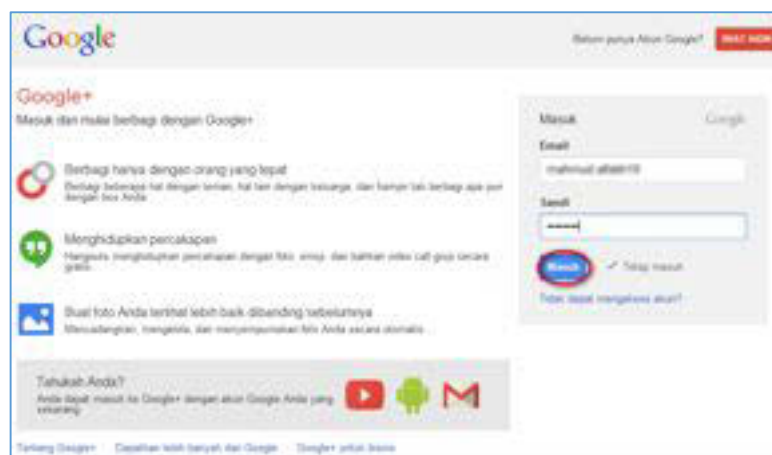 Google
Belum punya Akun Google?
Google+
Masuk dan mulai berbagi dengan Google+
Berbagi hanya dengan orang yang tepat
Berbagi beberapa hal dengan teman, hal lain dengan keluarga, dan hampir tak berbagi apa pun
dengan bos Anda.
Menghidupkan percakapan
Hangouts menghidupkan percakapan dengan foto, emoji, dan bahkan video call grup secara
gratis.
Buat foto Anda terlihat lebih baik dibanding sebelumnya
Mencadangkan, mengelola, dan menyempurnakan foto Anda secara otomatis.
Tahukah Anda?
Anda dapat masuk ke Google+ dengan akun Google Anda yang
sekarang.
Tentang Google+ Dapatkan lebih banyak dari Google Google+ untuk bisnis
Masuk Google
Email
mahmud
Sandi
Masuk Tetap masuk
Tidak dapat mengakses akun?